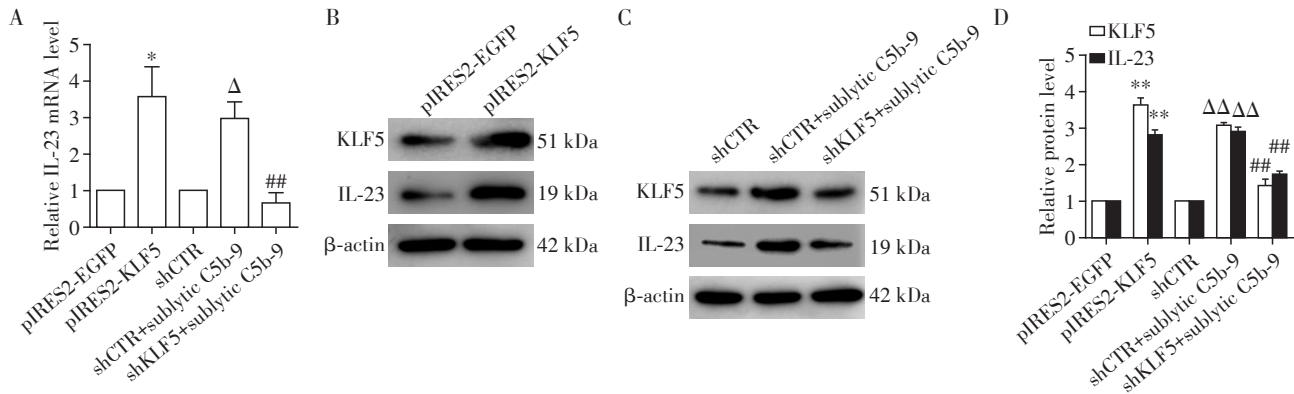 A
Relative IL-23 mRNA level
5
4
3
2
1
0
*
Δ
##
pIRES2-EGFP
pIRES2-KLF5
shCTR
shCTR+sublytic C5b-9
shKLF5+sublytic C5b-9
B
pIRES2-EGFP
pIRES2-KLF5
KLF5
51 kDa
IL-23
19 kDa
β-actin
42 kDa
C
shCTR
shCTR+sublytic C5b-9
shKLF5+sublytic C5b-9
KLF5
51 kDa
IL-23
19 kDa
β-actin
42 kDa
D
KLF5
IL-23
Relative protein level
5
4
3
2
1
0
**
**
ΔΔ
ΔΔ
##
##
pIRES2-EGFP
pIRES2-KLF5
shCTR
shCTR+sublytic C5b-9
shKLF5+sublytic C5b-9